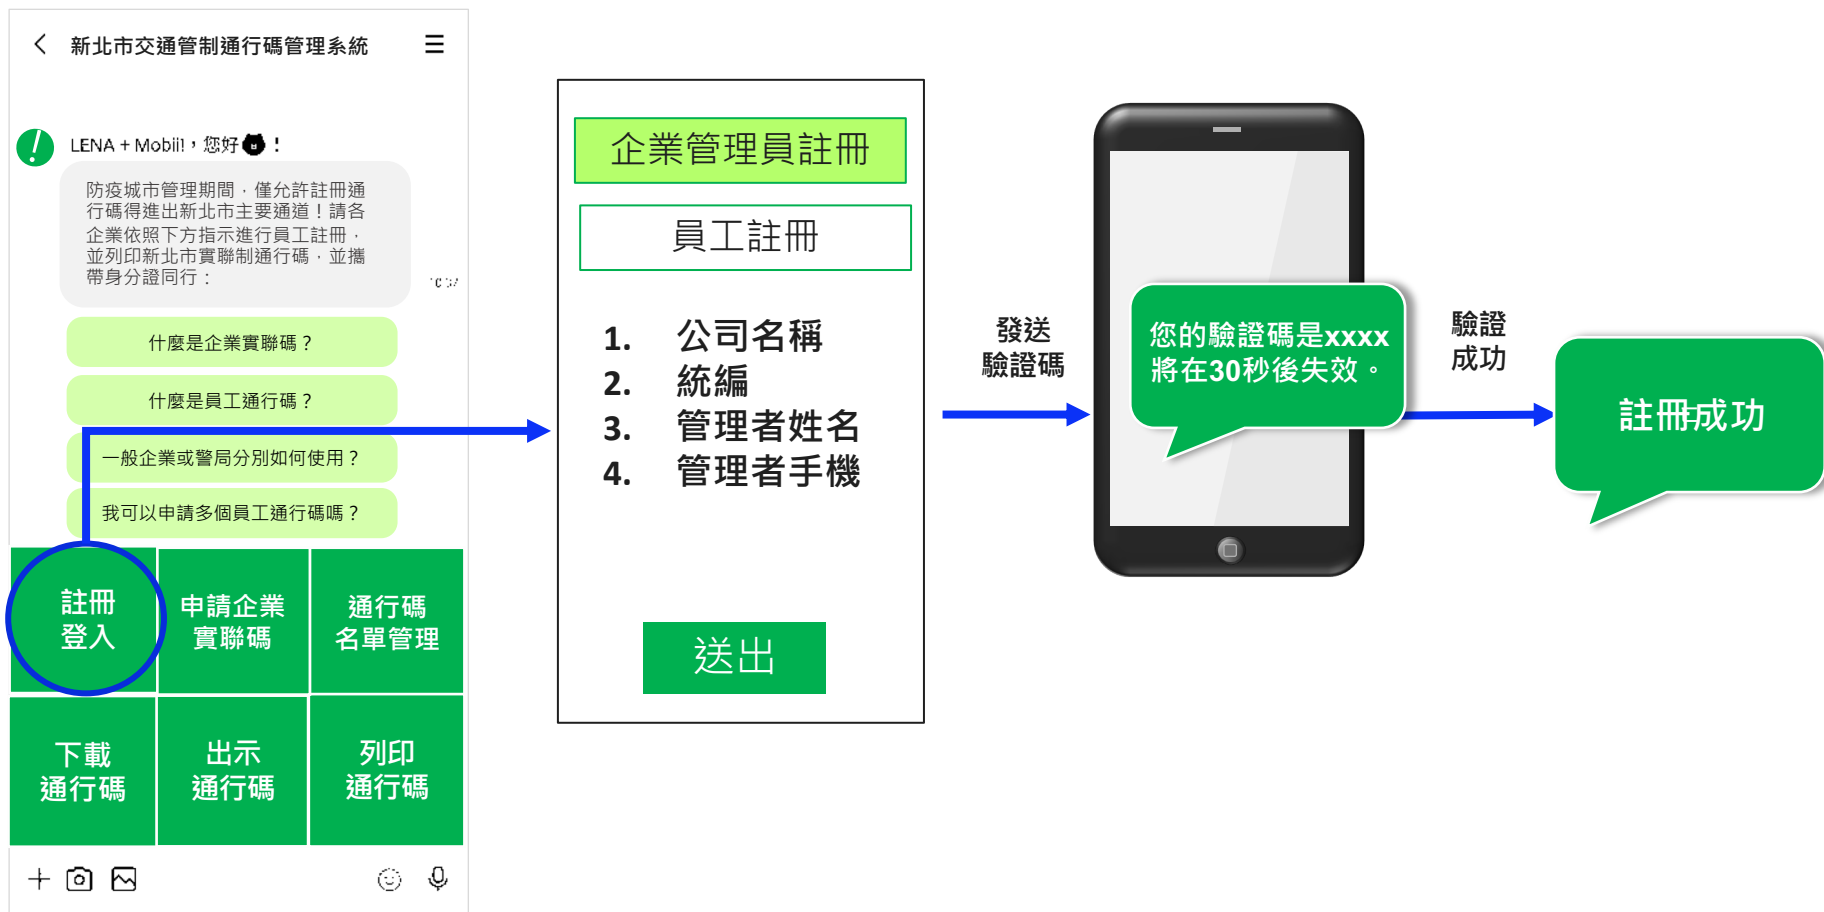 新北市交通管制通行碼管理系統
LENA + Mobii!，您好！
防疫城市管理期間，僅允許註冊通
行碼得進出新北市主要通道！請各
企業依照下方指示進行員工註冊，
並列印新北市實聯制通行碼，並攜
帶身分證同行：
什麼是企業實聯碼？
什麼是員工通行碼？
一般企業或警局分別如何使用？
我可以申請多個員工通行碼嗎？
註冊
登入
申請企業
實聯碼
通行碼
名單管理
下載
通行碼
出示
通行碼
列印
通行碼
企業管理員註冊
員工註冊
1. 公司名稱
2. 統編
3. 管理者姓名
4. 管理者手機
送出
發送
驗證碼
您的驗證碼是xxxx
將在30秒後失效。
驗證
成功
註冊成功